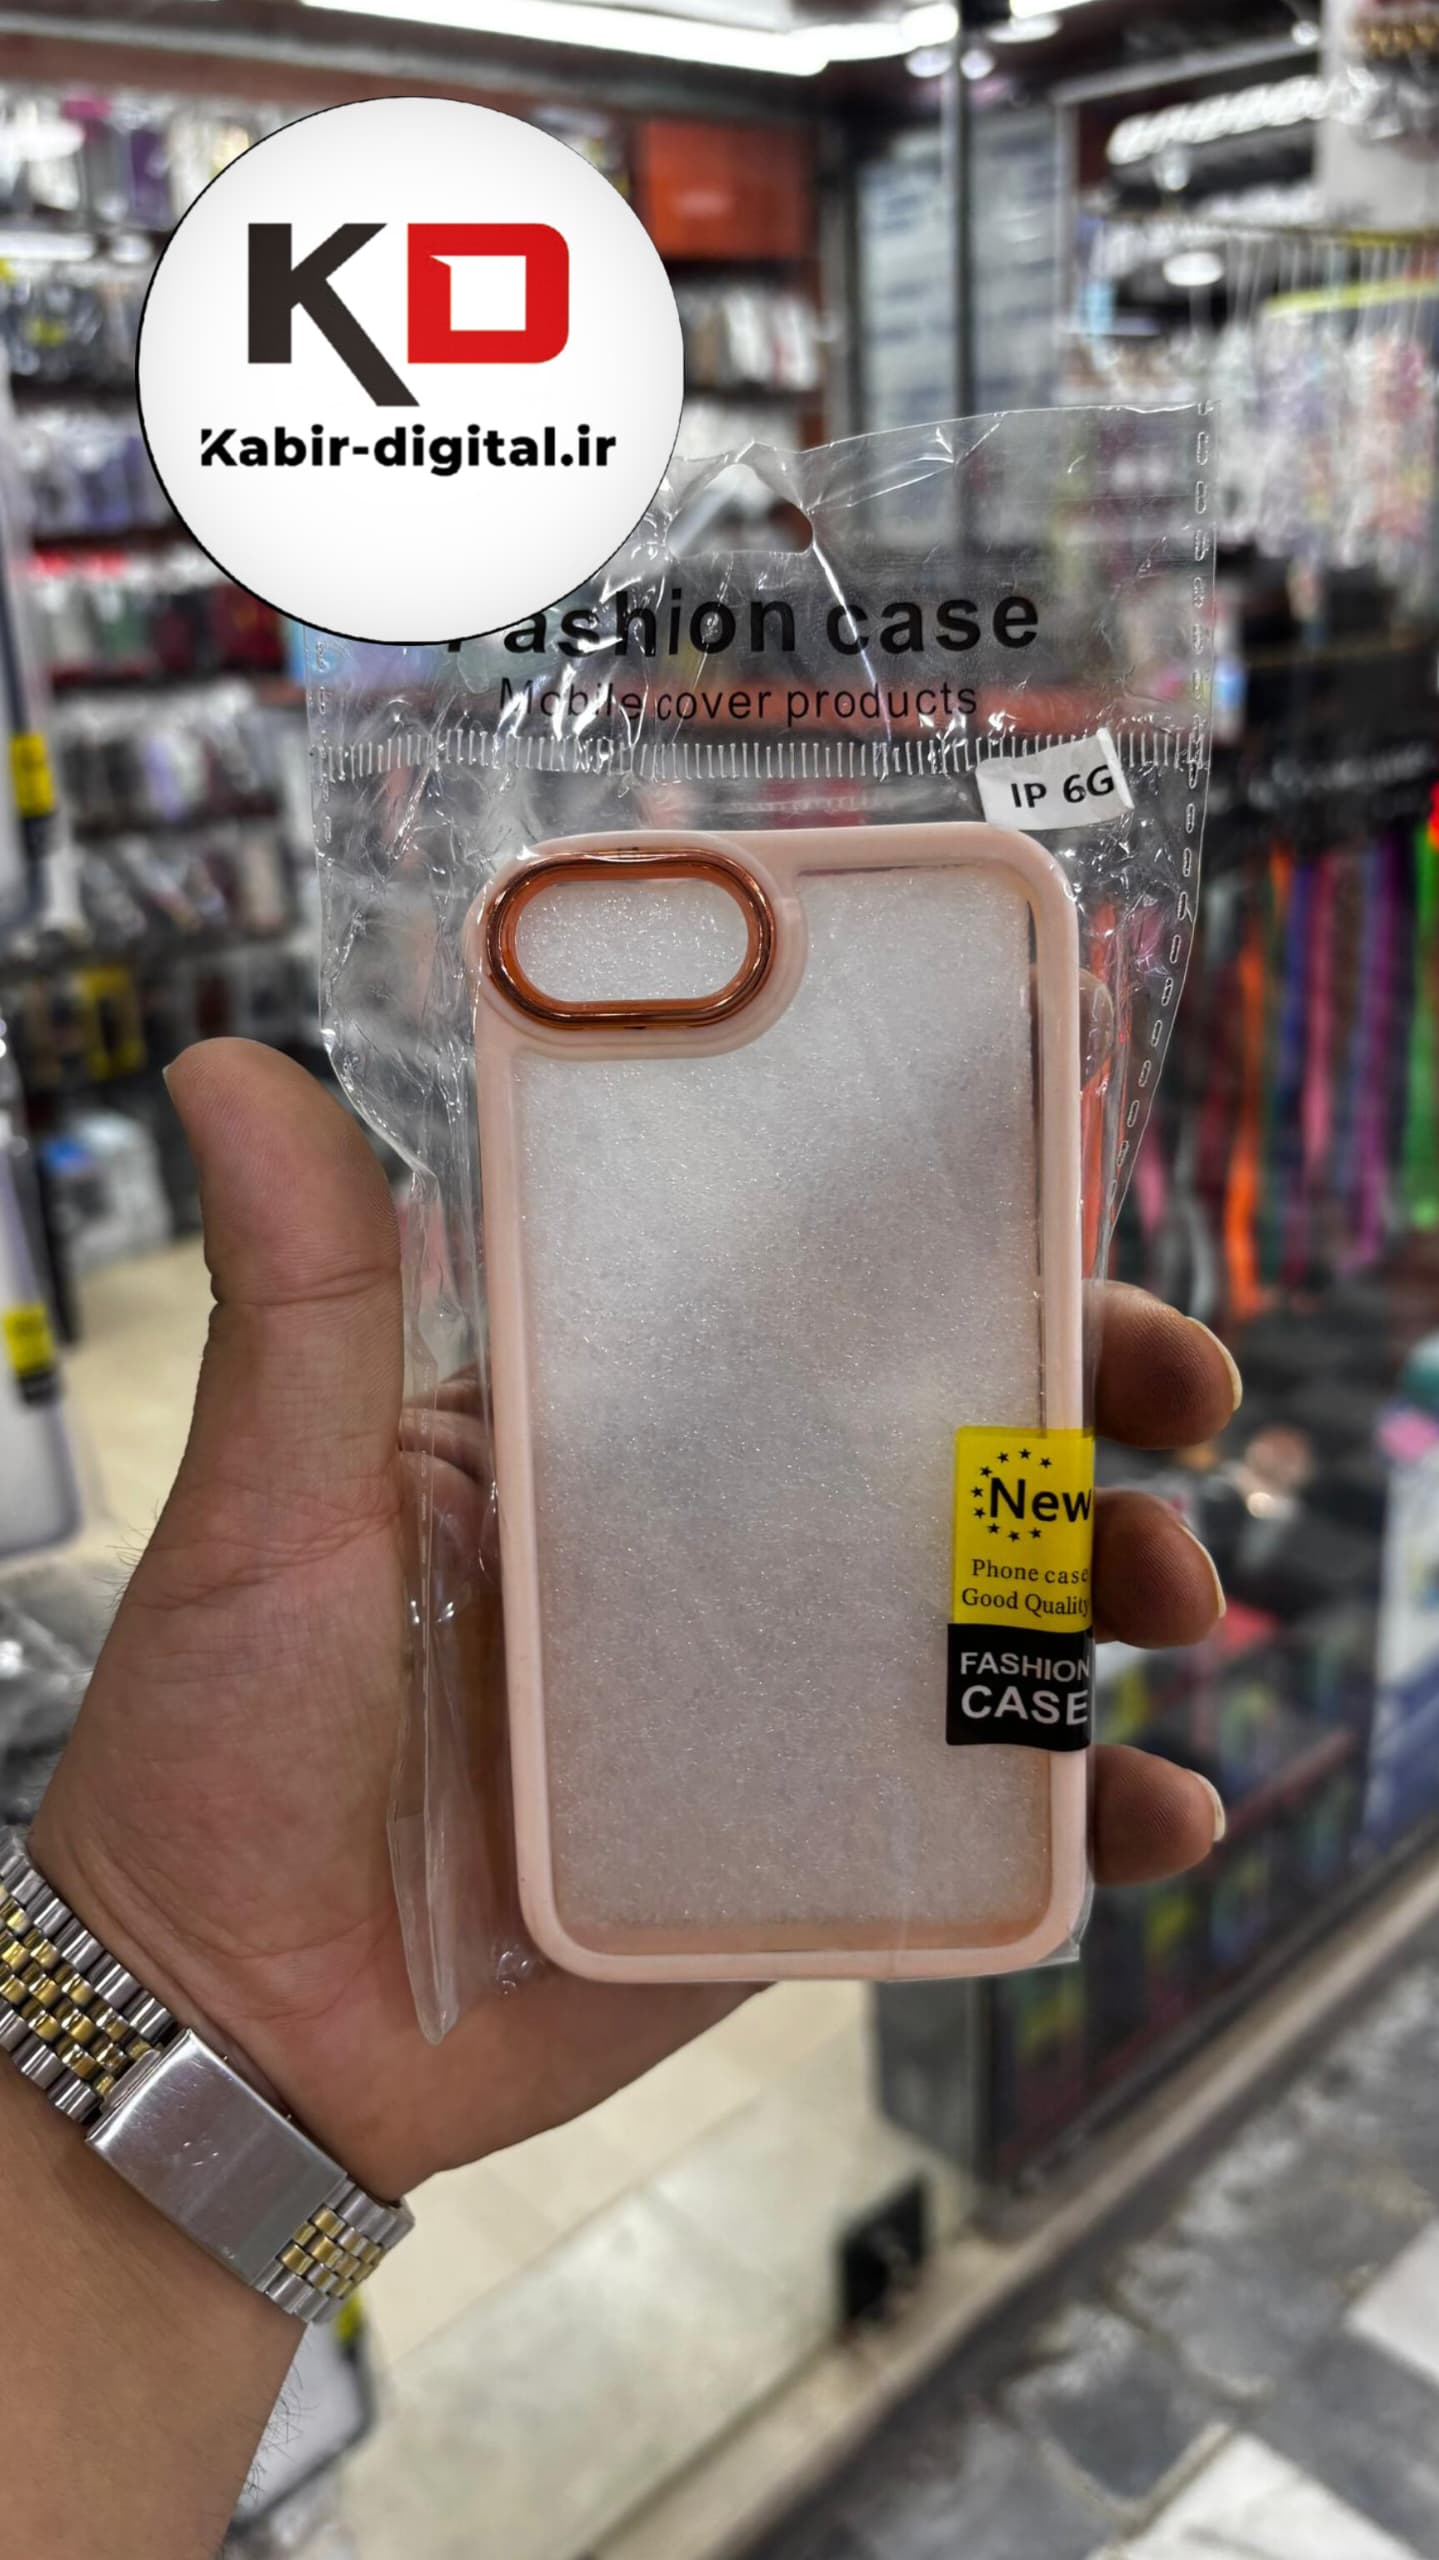 KD
Kabir-digital.ir
Fashion case
Mobile cover products
IP 6G
New
Phone case
Good Quality
FASHION
CASE